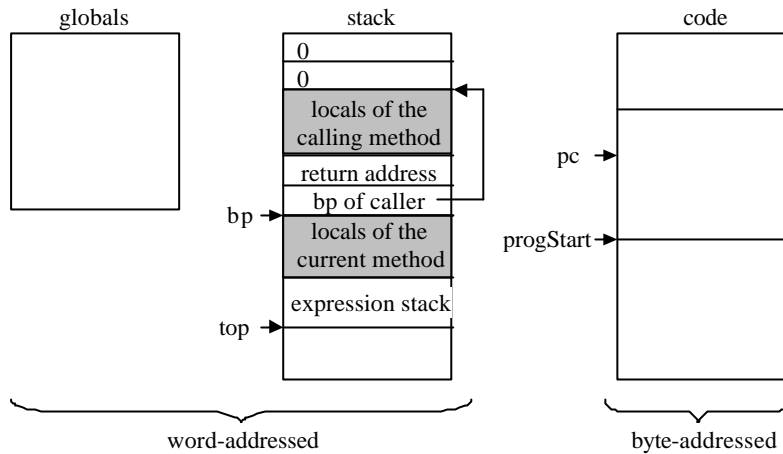 globals
stack
code
0
0
locals of the
calling method
return address
bp of caller
bp
locals of the
current method
expression stack
top
pc
progStart
word-addressed
byte-addressed